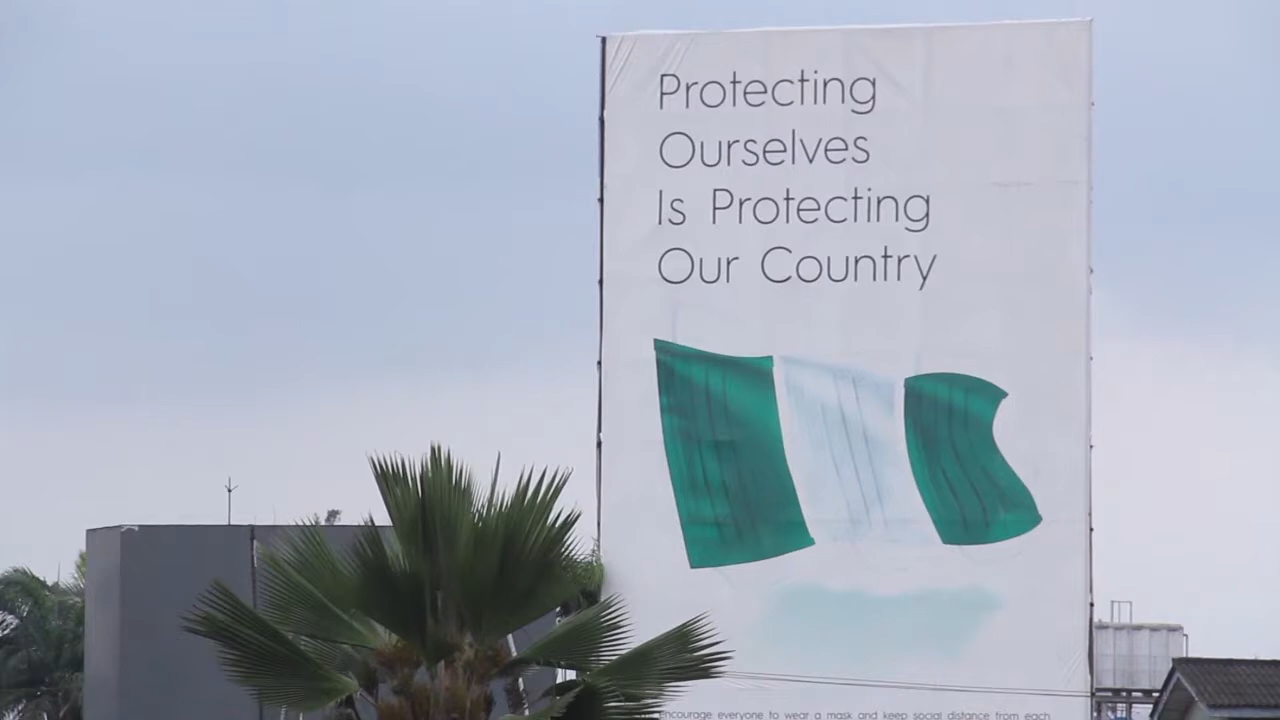 Protecting
Ourselves
Is Protecting
Our Country
encourage everyone to wear a mask and keep social distance from each